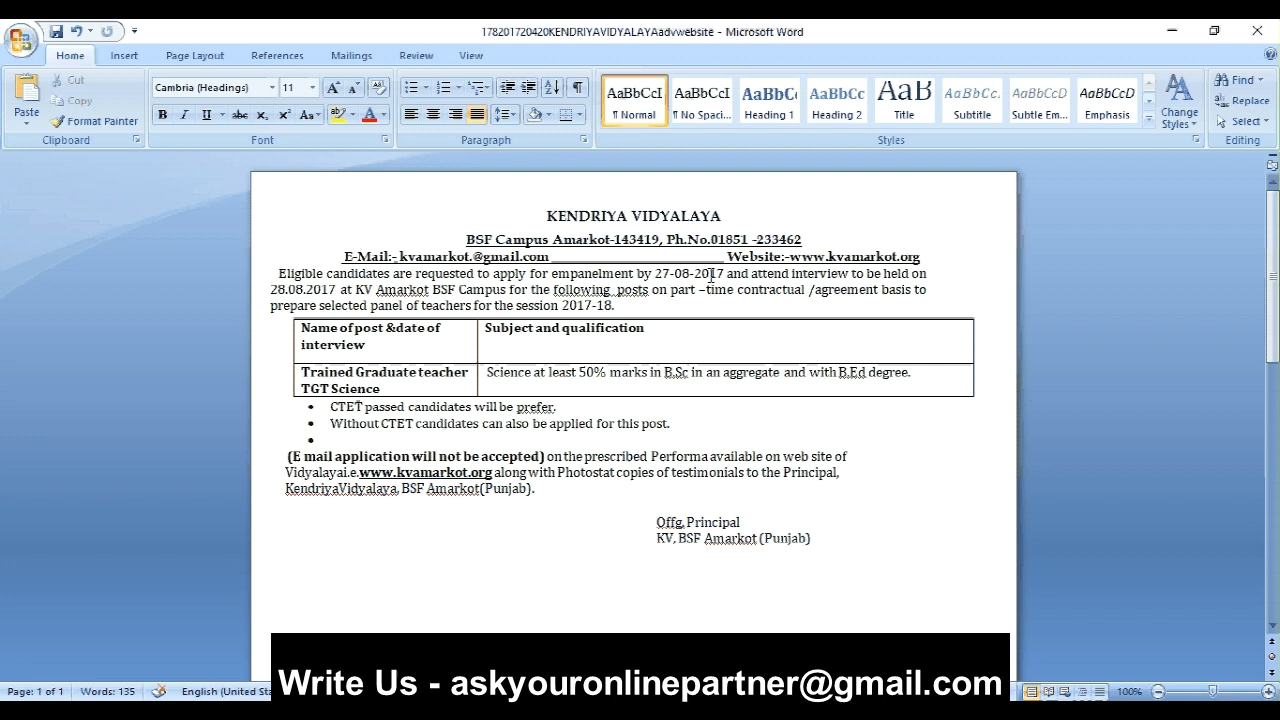 178201720420KENDRIYAVIDYALAYAadvwebsite - Microsoft Word
Home Insert Page Layout References Mailings Review View
Paste
Cut
Copy
Format Painter
Clipboard
Cambria (Headings) 11
Font
Paragraph
AaBbCcI AaBbCcI AaBbCc AaBbCc AaB AaBbCc. AaBbCcD AaBbCcD
¶ Normal ¶ No Spaci... Heading 1 Heading 2 Title Subtitle Subtle Em... Emphasis
Change Styles
Styles
Find
Replace
Select
Editing
KENDRIYA VIDYALAYA
BSF Campus Amarkot-143419, Ph.No.01851 -233462
E-Mail:- kvamarkot.@gmail.com ________________________ Website:-www.kvamarkot.org
Eligible candidates are requested to apply for empanelment by 27-08-2017 and attend interview to be held on
28.08.2017 at KV Amarkot BSF Campus for the following posts on part –time contractual /agreement basis to
prepare selected panel of teachers for the session 2017-18.
Name of post &date of interview
Subject and qualification
Trained Graduate teacher TGT Science
Science at least 50% marks in B.Sc in an aggregate and with B.Ed degree.
• CTET passed candidates will be prefer.
• Without CTET candidates can also be applied for this post.
•
(E mail application will not be accepted) on the prescribed Performa available on web site of
Vidyalayai.e.www.kvamarkot.org along with Photostat copies of testimonials to the Principal,
KendriyaVidyalaya, BSF Amarkot(Punjab).
Offg, Principal
KV, BSF Amarkot (Punjab)
Write Us - askyouronlinepartner@gmail.com
Page: 1 of 1 Words: 135 English (United Sta 100%